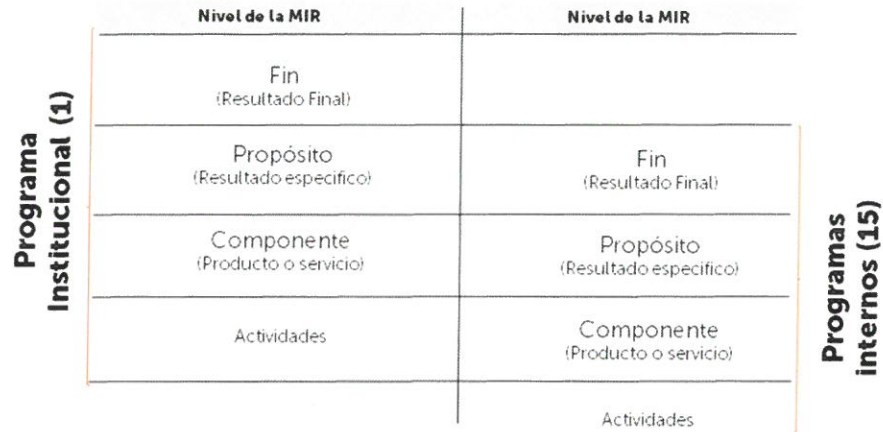 Nivel de la MIR
Nivel de la MIR
Programa
Institucional (1)
Fin
(Resultado Final)
Propósito
(Resultado especifico)
Fin
(Resultado Final)
Componente
(Producto o servicio)
Propósito
(Resultado específico)
Actividades
Componente
(Producto o servicio)
Actividades
Programas
internos (15)